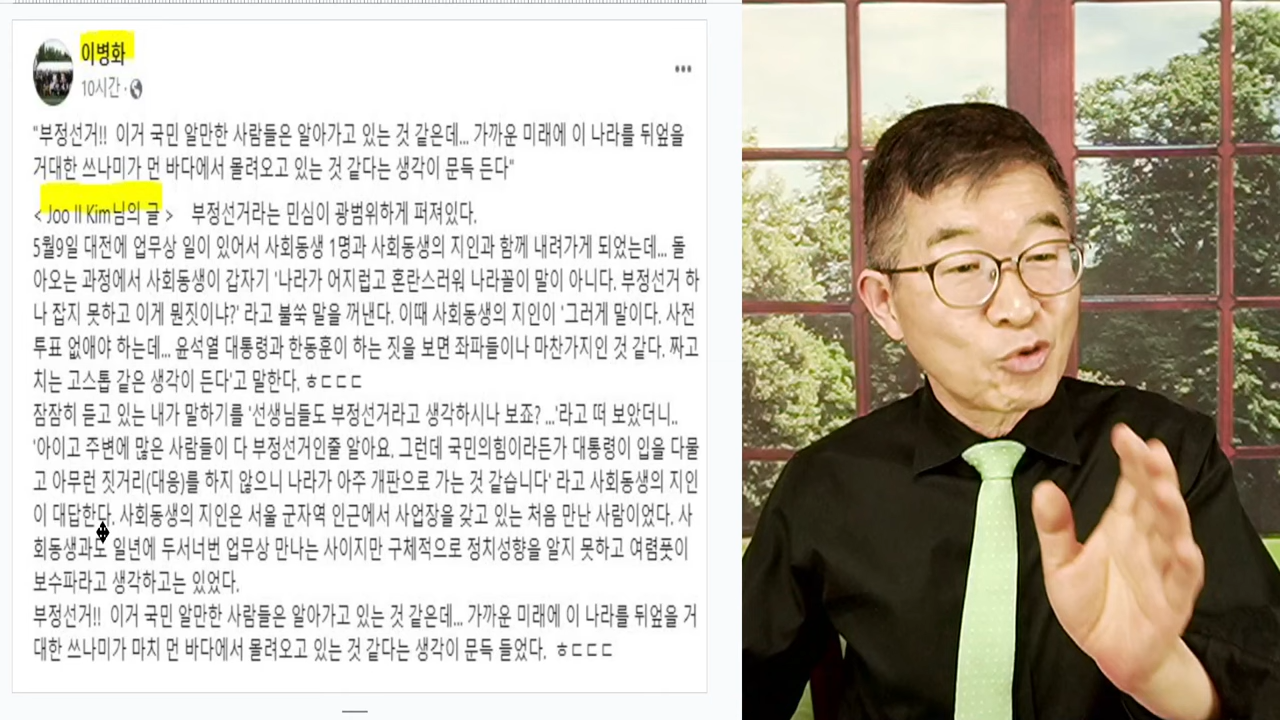 이병화
10시간 ·
"부정선거!! 이거 국민 알만한 사람들은 알아가고 있는 것 같은데... 가까운 미래에 이 나라를 뒤엎을
거대한 쓰나미가 먼 바다에서 몰려오고 있는 것 같다는 생각이 문득 든다"
< Joo Il Kim님의 글 > 부정선거라는 민심이 광범위하게 퍼져있다.
5월9일 대전에 업무상 일이 있어서 사회동생 1명과 사회동생의 지인과 함께 내려가게 되었는데... 돌
아오는 과정에서 사회동생이 갑자기 '나라가 어지럽고 혼란스러워 나라꼴이 말이 아니다. 부정선거 하
나 잡지 못하고 이게 뭔짓이냐?' 라고 불쑥 말을 꺼낸다. 이때 사회동생의 지인이 '그러게 말이다. 사전
투표 없애야 하는데... 윤석열 대통령과 한동훈이 하는 짓을 보면 좌파들이나 마찬가지인 것 같다. 짜고
치는 고스톱 같은 생각이 든다'고 말한다. ㅎㄷㄷㄷ
잠잠히 듣고 있는 내가 말하기를 '선생님들도 부정선거라고 생각하시나 보죠? ...'라고 떠 보았더니..
'아이고 주변에 많은 사람들이 다 부정선거인줄 알아요. 그런데 국민의힘이라든가 대통령이 입을 다물
고 아무런 짓거리(대응)를 하지 않으니 나라가 아주 개판으로 가는 것 같습니다' 라고 사회동생의 지인
이 대답한다. 사회동생의 지인은 서울 군자역 인근에서 사업장을 갖고 있는 처음 만난 사람이었다. 사
회동생과도 일년에 두서너번 업무상 만나는 사이지만 구체적으로 정치성향을 알지 못하고 여렴풋이
보수파라고 생각하고는 있었다.
부정선거!! 이거 국민 알만한 사람들은 알아가고 있는 것 같은데... 가까운 미래에 이 나라를 뒤엎을 거
대한 쓰나미가 마치 먼 바다에서 몰려오고 있는 것 같다는 생각이 문득 들었다. ㅎㄷㄷㄷ